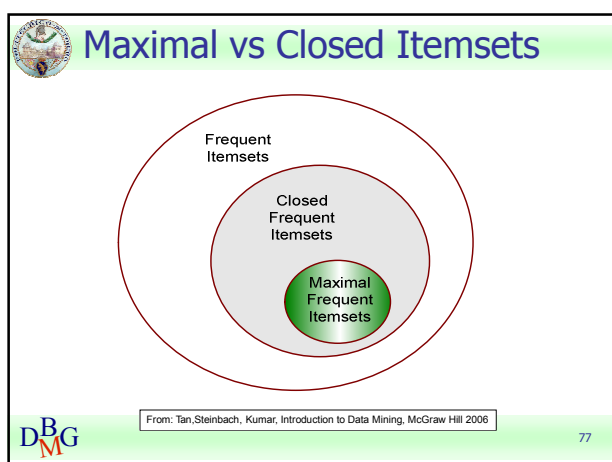 Maximal vs Closed Itemsets
Frequent
Itemsets
Closed
Frequent
Itemsets
Maximal
Frequent
Itemsets
From: Tan,Steinbach, Kumar, Introduction to Data Mining, McGraw Hill 2006
DBMG
77